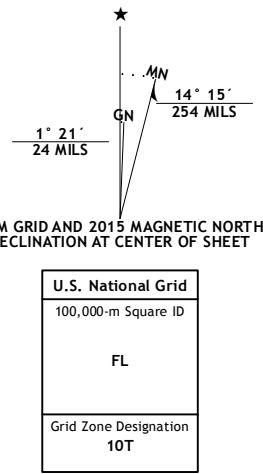 ★
MN
GN
1° 21´
24 MILS
14° 15´
254 MILS
M GRID AND 2015 MAGNETIC NORTH
ECLINATION AT CENTER OF SHEET
U.S. National Grid
100,000-m Square ID
FL
Grid Zone Designation
10T